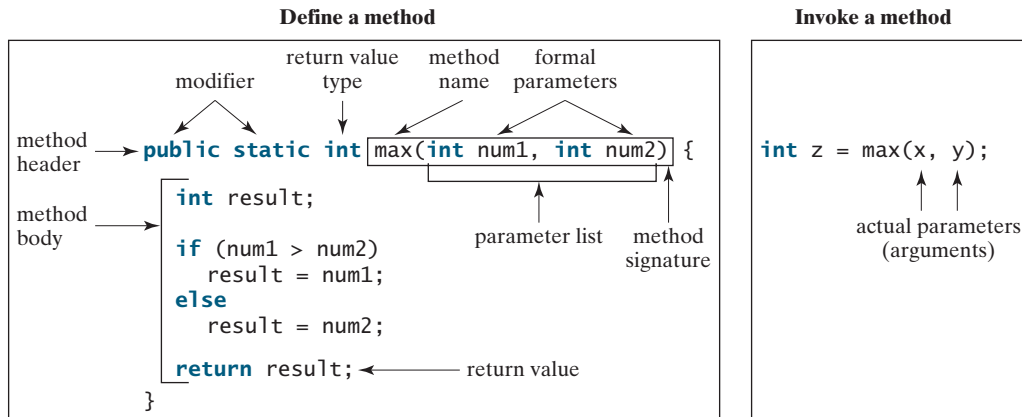 Define a method
Invoke a method
return value
type
method
name
formal
parameters
modifier
method
header
public static int max(int num1, int num2) {
int z = max(x, y);
method
body
int result;
parameter list
method
signature
actual parameters
(arguments)
if (num1 > num2)
result = num1;
else
result = num2;
return result;
return value
}